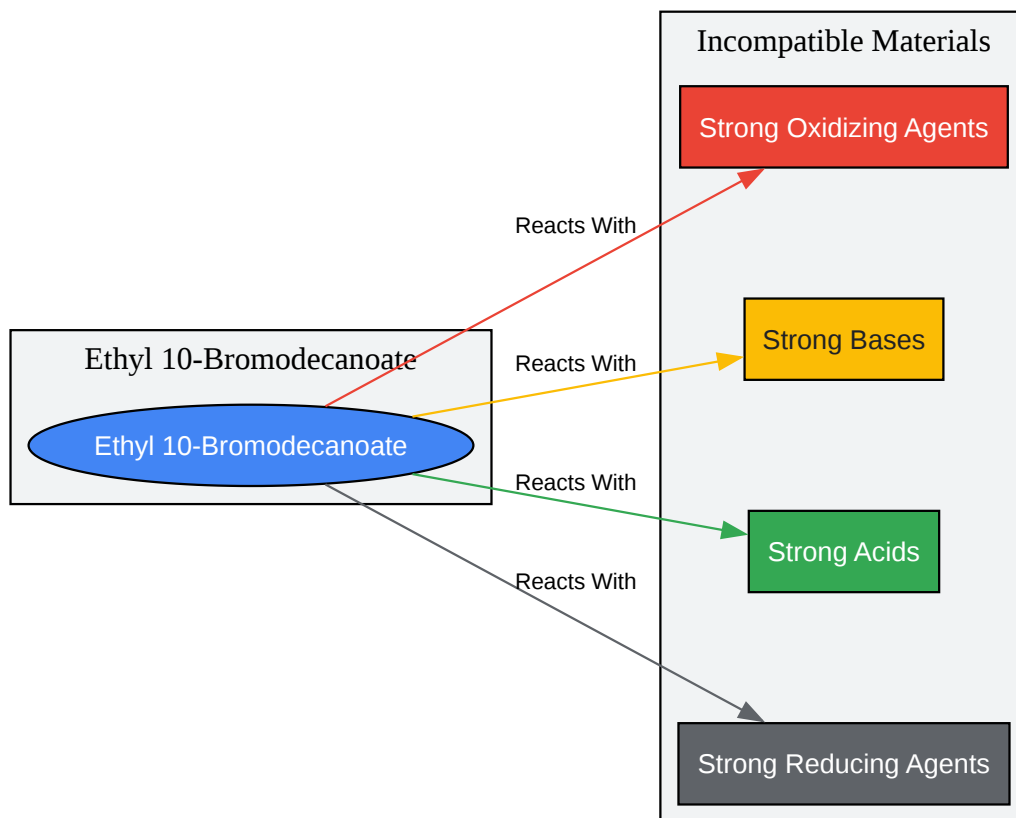 Incompatible Materials
Strong Oxidizing Agents
Reacts With
Strong Bases
Reacts With
Ethyl 10-Bromodecanoate
Ethyl 10-Bromodecanoate
Reacts With
Strong Acids
Reacts With
Strong Reducing Agents